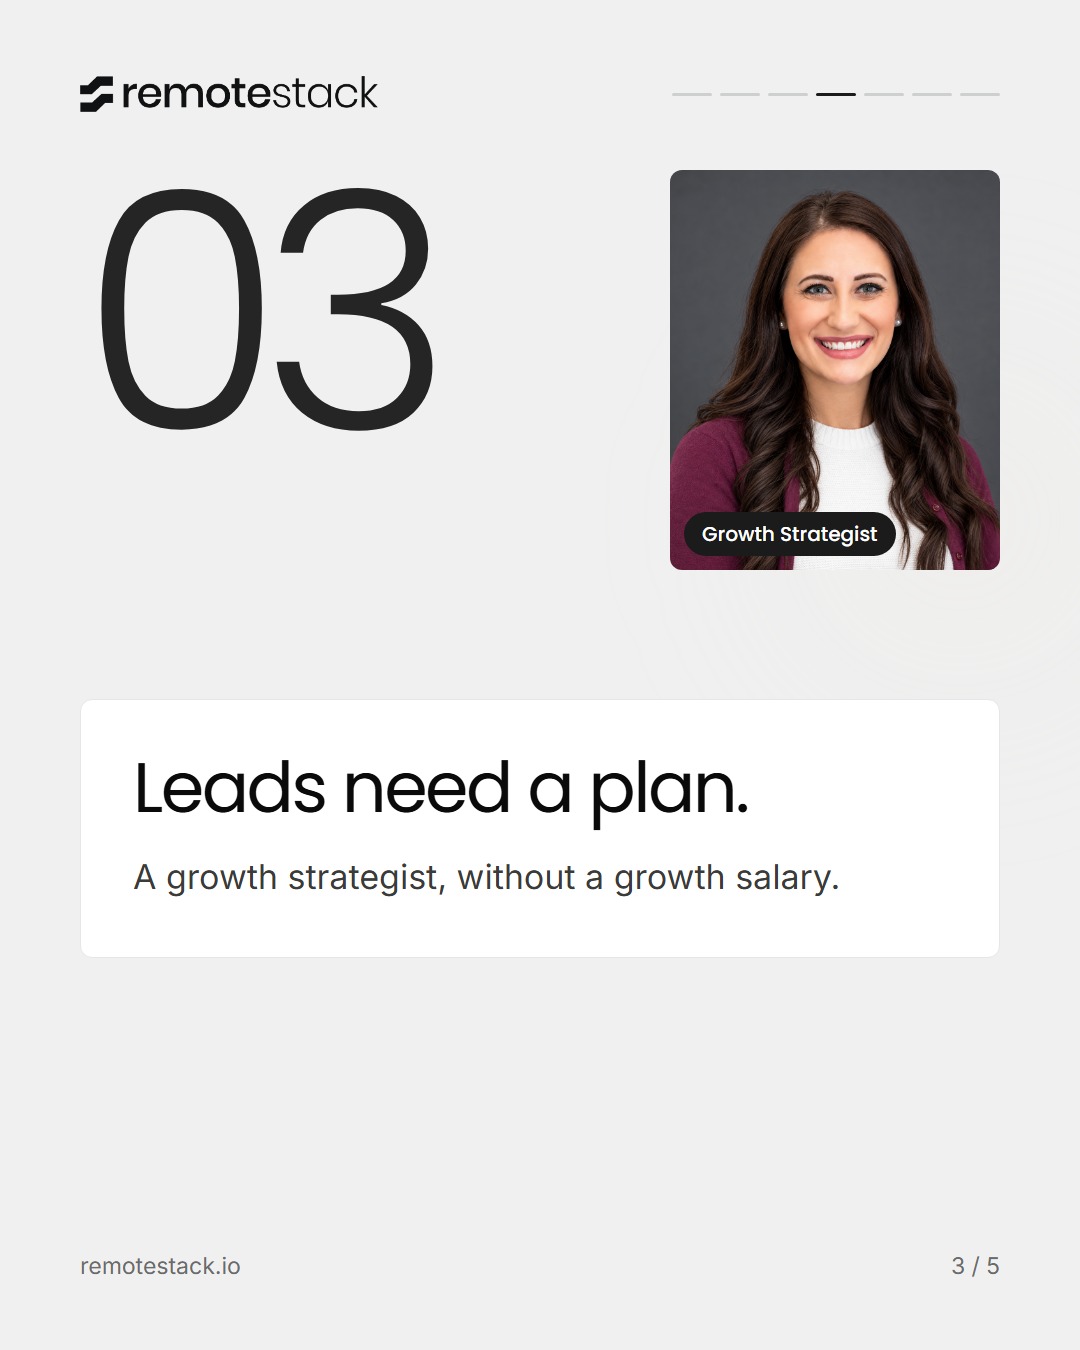 remotestack
03
Growth Strategist
Leads need a plan.
A growth strategist, without a growth salary.
remotestack.io
3 / 5